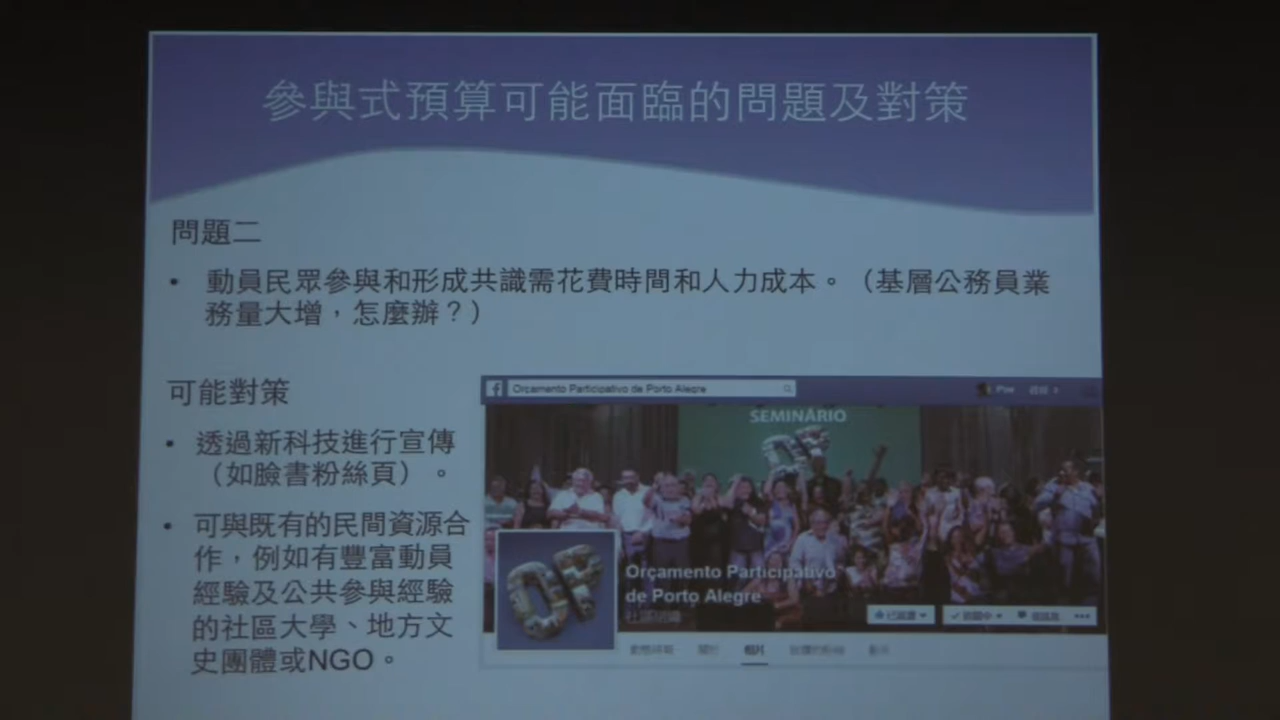 參與式預算可能面臨的問題及對策
問題二
• 動員民眾參與和形成共識需花費時間和人力成本。（基層公務員業
務量大增，怎麼辦？）
可能對策
• 透過新科技進行宣傳
（如臉書粉絲頁）。
• 可與既有的民間資源合
作，例如有豐富動員
經驗及公共參與經驗
的社區大學、地方文
史團體或NGO。
f Orçamento Participativo de Porto Alegre
SEMINÁRIO
OP
Orçamento Participativo
de Porto Alegre
相片